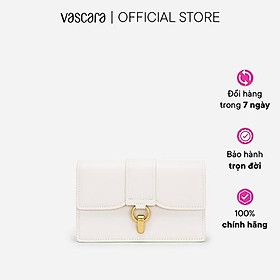 vascara | OFFICIAL STORE
Đổi hàng
trong 7 ngày
Bảo hành
trọn đời
100%
chính hãng